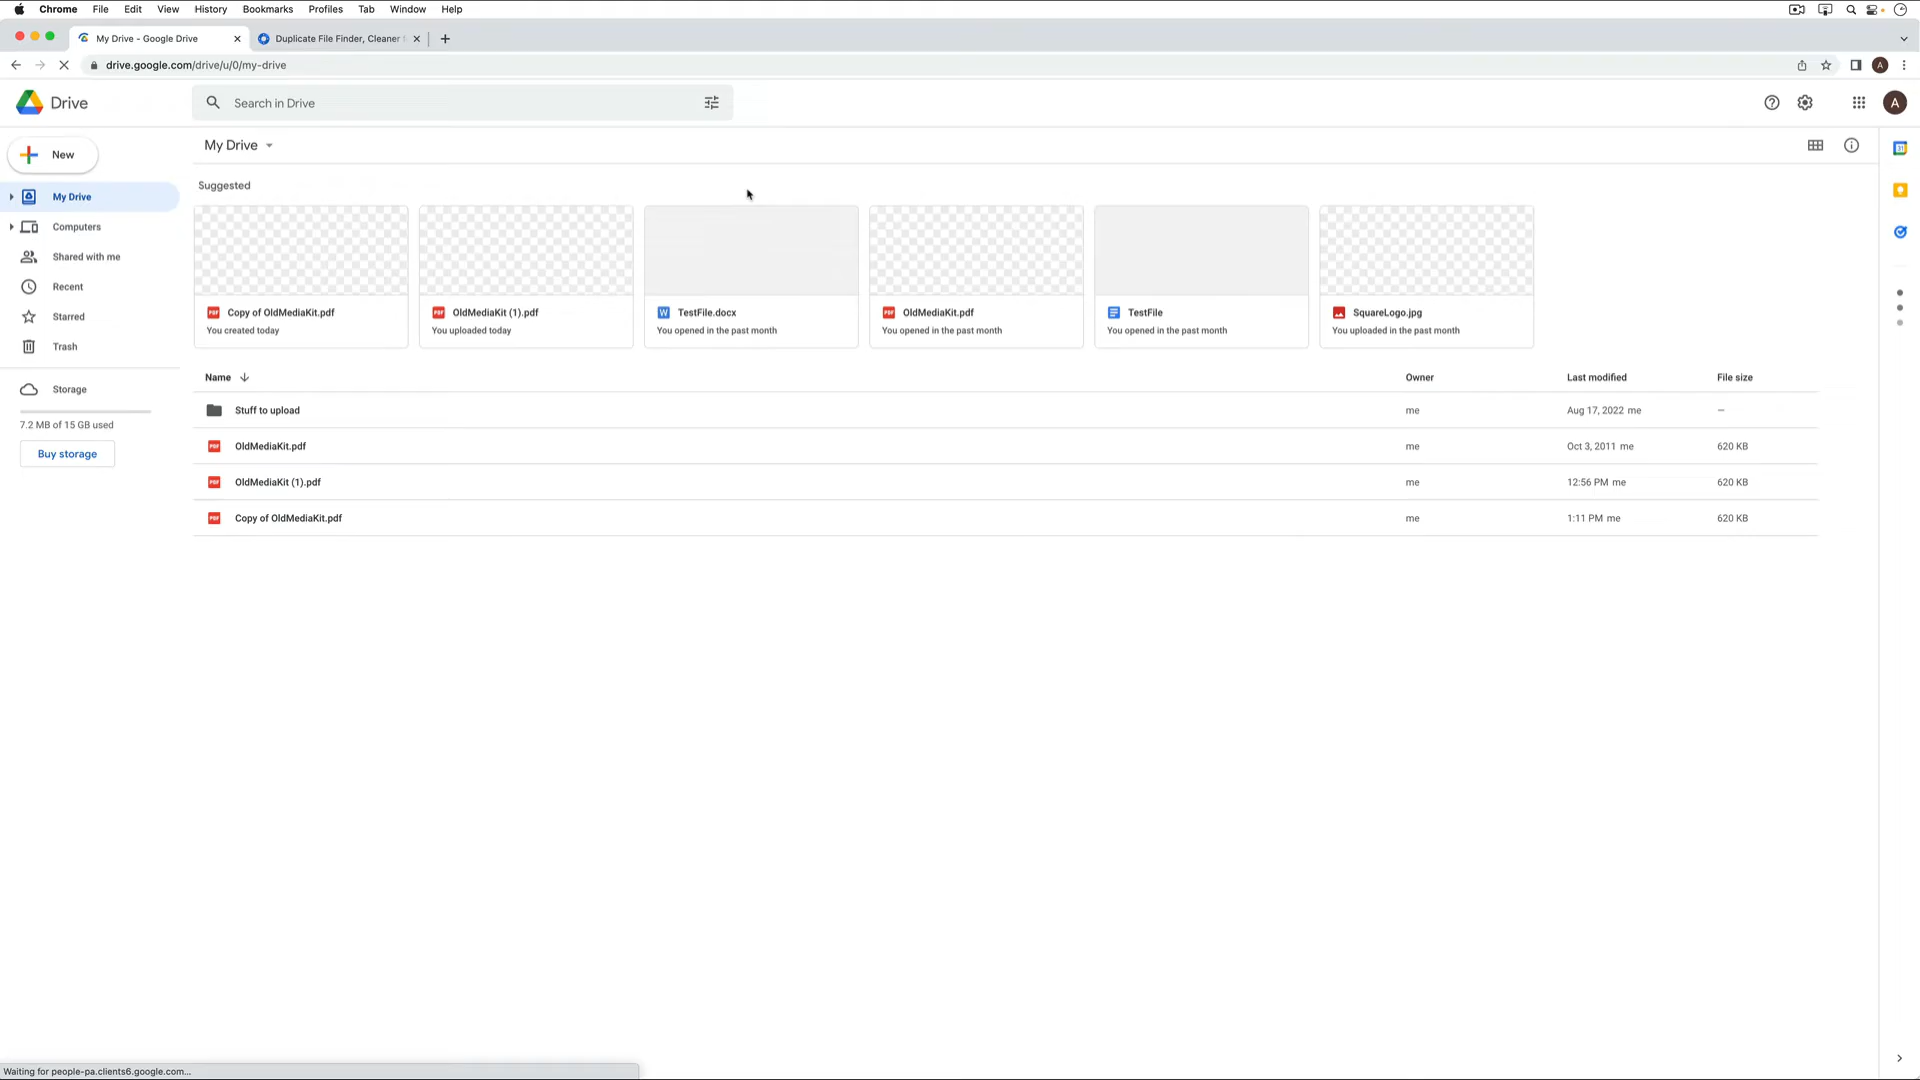 Chrome File Edit View History Bookmarks Profiles Tab Window Help
My Drive - Google Drive
Duplicate File Finder, Cleaner
drive.google.com/drive/u/0/my-drive
A
Drive
Search in Drive
A
New
My Drive
My Drive
Computers
Shared with me
Recent
Starred
Trash
Storage
7.2 MB of 15 GB used
Buy storage
Suggested
Copy of OldMediaKit.pdf
You created today
OldMediaKit (1).pdf
You uploaded today
TestFile.docx
You opened in the past month
OldMediaKit.pdf
You opened in the past month
TestFile
You opened in the past month
SquareLogo.jpg
You uploaded in the past month
Name Owner Last modified File size
Stuff to upload me Aug 17, 2022 me —
OldMediaKit.pdf me Oct 3, 2011 me 620 KB
OldMediaKit (1).pdf me 12:56 PM me 620 KB
Copy of OldMediaKit.pdf me 1:11 PM me 620 KB
Waiting for people-pa.clients6.google.com...